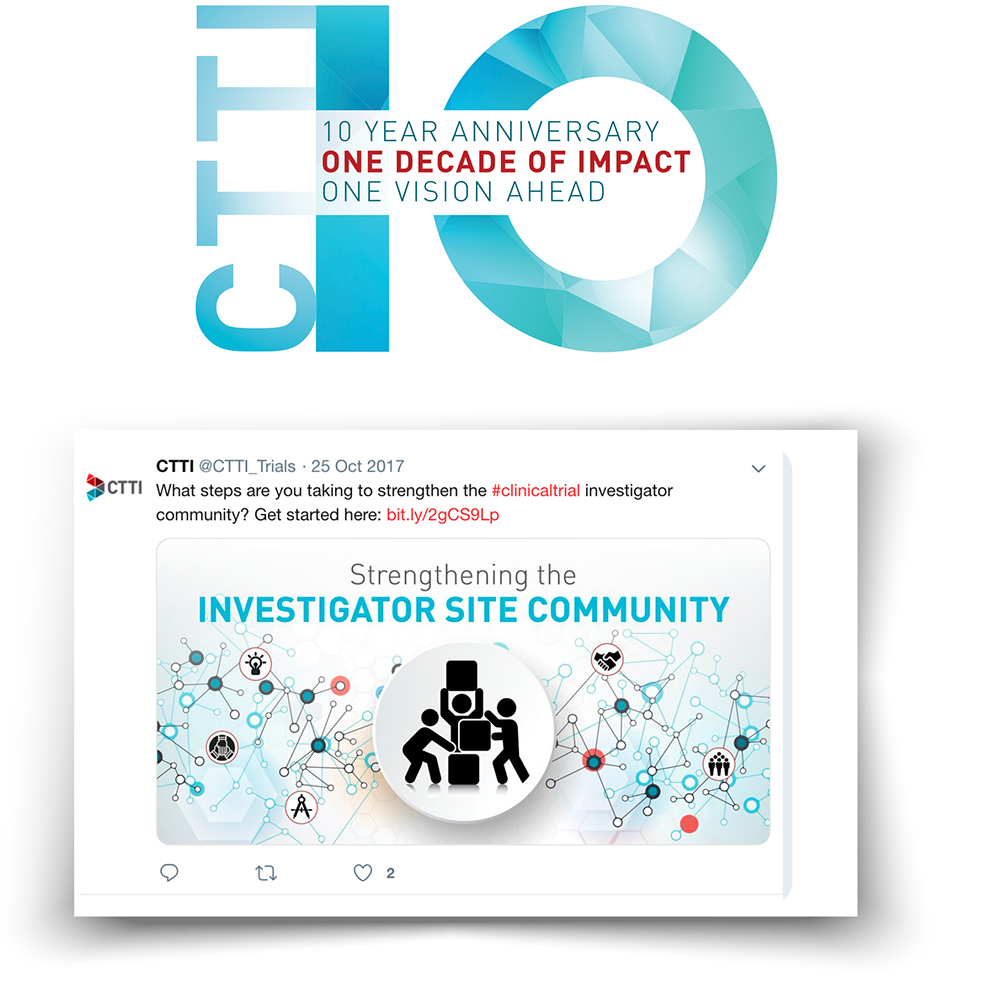 CTTI
10
10 YEAR ANNIVERSARY
ONE DECADE OF IMPACT
ONE VISION AHEAD
CTTI @CTTI_Trials · 25 Oct 2017
CTTI
What steps are you taking to strengthen the #clinicaltrial investigator
community? Get started here: bit.ly/2gCS9Lp
Strengthening the
INVESTIGATOR SITE COMMUNITY
2